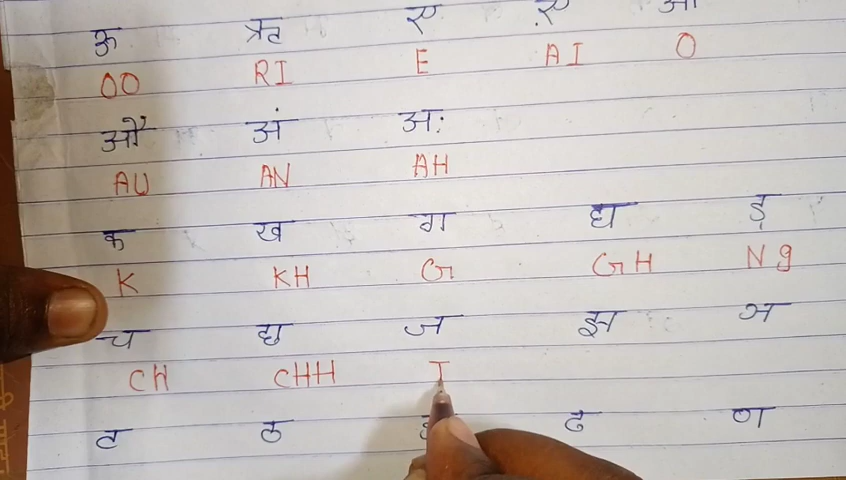 ऊ ऋ ए ऐ ओ
OO RI E AI O
औ अं अः
AU AN AH
क ख ग घ ङ
K KH G GH Ng
च छ ज झ ञ
CH CHH J
ट ठ ढ ण